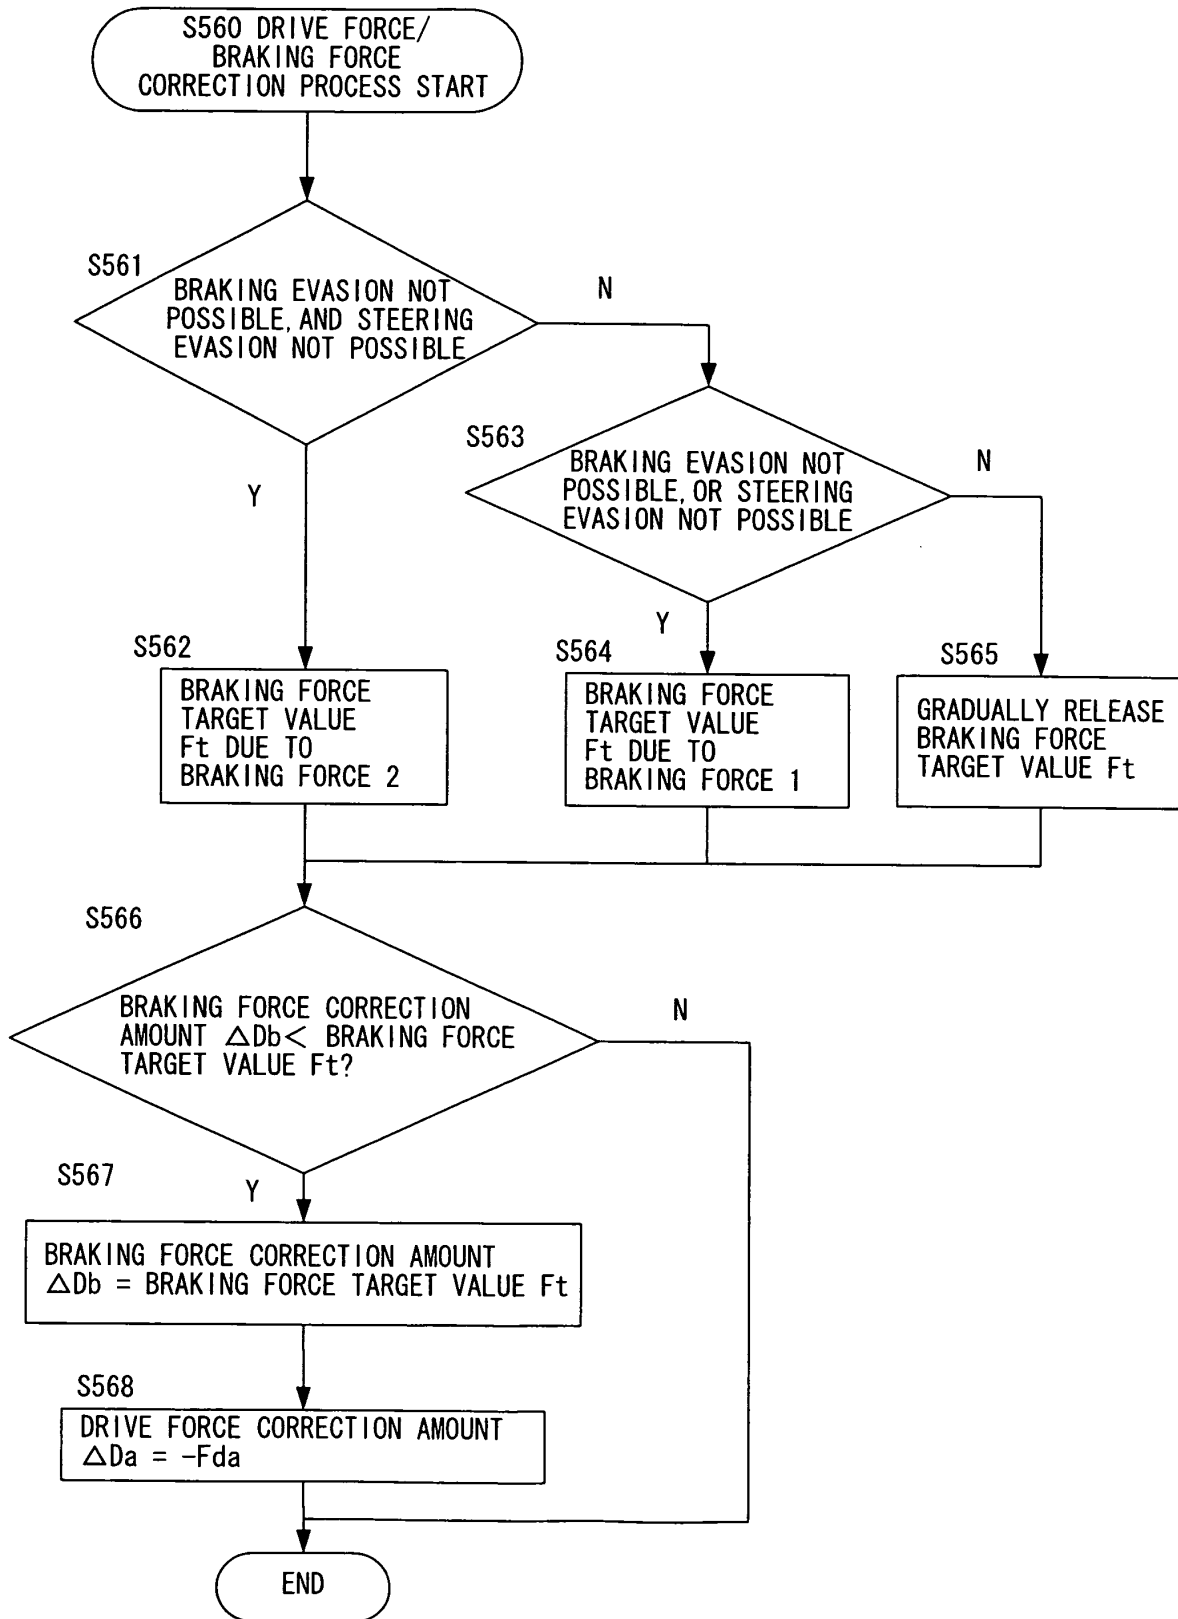 S560 DRIVE FORCE/
BRAKING FORCE
CORRECTION PROCESS START
S561
BRAKING EVASION NOT
POSSIBLE, AND STEERING
EVASION NOT POSSIBLE
N
Y
S563
BRAKING EVASION NOT
POSSIBLE, OR STEERING
EVASION NOT POSSIBLE
N
Y
S562
BRAKING FORCE
TARGET VALUE
Ft DUE TO
BRAKING FORCE 2
S564
BRAKING FORCE
TARGET VALUE
Ft DUE TO
BRAKING FORCE 1
S565
GRADUALLY RELEASE
BRAKING FORCE
TARGET VALUE Ft
S566
BRAKING FORCE CORRECTION
AMOUNT △Db< BRAKING FORCE
TARGET VALUE Ft?
N
Y
S567
BRAKING FORCE CORRECTION AMOUNT
△Db = BRAKING FORCE TARGET VALUE Ft
S568
DRIVE FORCE CORRECTION AMOUNT
△Da = -Fda
END